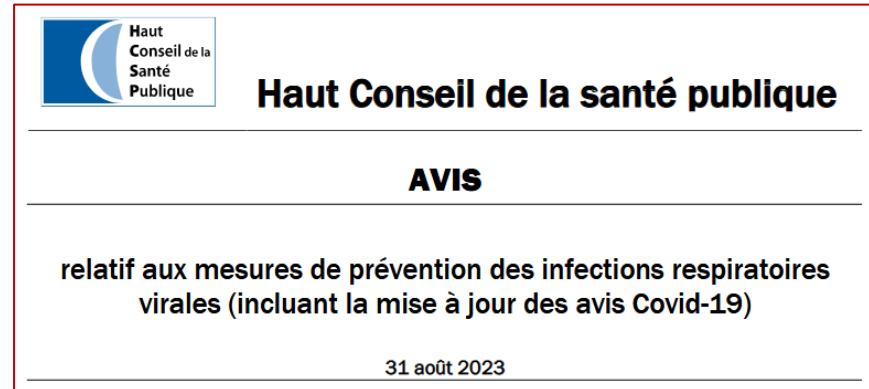 Haut
Conseil de la
Santé
Publique
Haut Conseil de la santé publique
AVIS
relatif aux mesures de prévention des infections respiratoires
virales (incluant la mise à jour des avis Covid-19)
31 août 2023